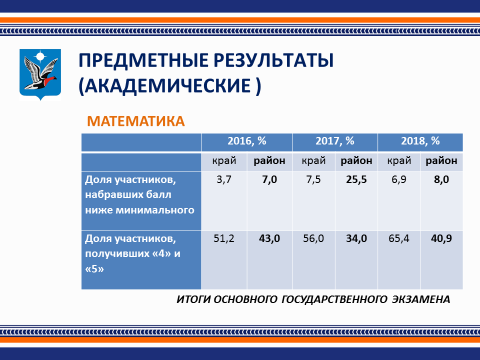 ПРЕДМЕТНЫЕ РЕЗУЛЬТАТЫ
(АКАДЕМИЧЕСКИЕ )
МАТЕМАТИКА
2016, % 2017, % 2018, %
край район край район край район
Доля участников, 3,7 7,0 7,5 25,5 6,9 8,0
набравших балл
ниже минимального
Доля участников, 51,2 43,0 56,0 34,0 65,4 40,9
получивших «4» и
«5»
ИТОГИ ОСНОВНОГО ГОСУДАРСТВЕННОГО ЭКЗАМЕНА